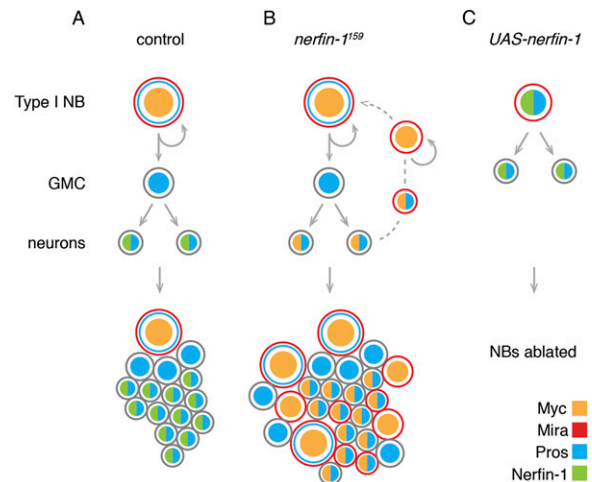 A
B
C
control
nerfin-1¹⁵⁹
UAS-nerfin-1
Type I NB
GMC
neurons
NBs ablated
Myc
Mira
Pros
Nerfin-1